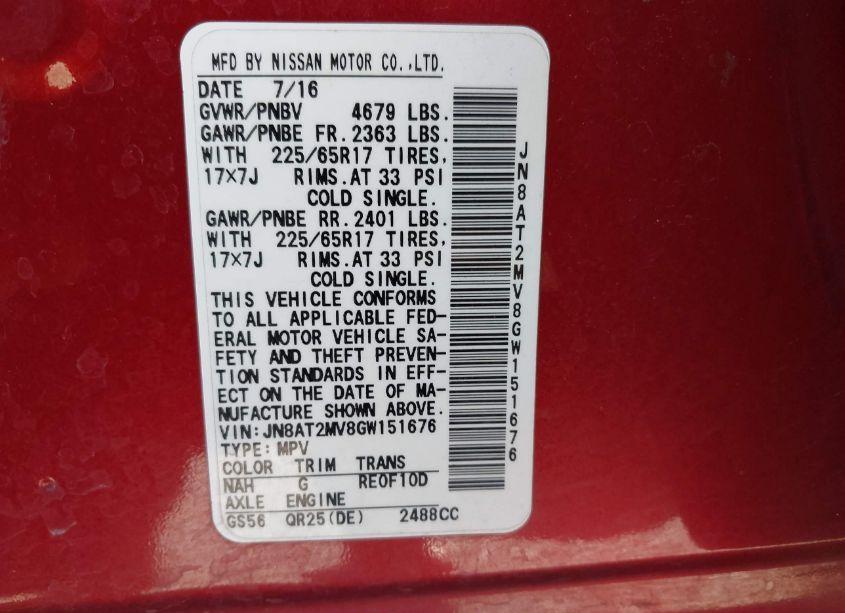 MFD BY NISSAN MOTOR CO.,LTD.
DATE 7/16
GVWR/PNBV 4679 LBS.
GAWR/PNBE FR.2363 LBS.
WITH 225/65R17 TIRES,
17×7J RIMS.AT 33 PSI
COLD SINGLE.
GAWR/PNBE RR.2401 LBS.
WITH 225/65R17 TIRES,
17×7J RIMS.AT 33 PSI
COLD SINGLE.
THIS VEHICLE CONFORMS
TO ALL APPLICABLE FED-
ERAL MOTOR VEHICLE SA-
FETY AND THEFT PREVEN-
TION STANDARDS IN EFF-
ECT ON THE DATE OF MA-
NUFACTURE SHOWN ABOVE.
VIN:JN8AT2MV8GW151676
TYPE:MPV
COLOR TRIM TRANS
NAH G RE0F10D
AXLE ENGINE
GS56 QR25(DE) 2488CC
JN8AT2MV8GW151676